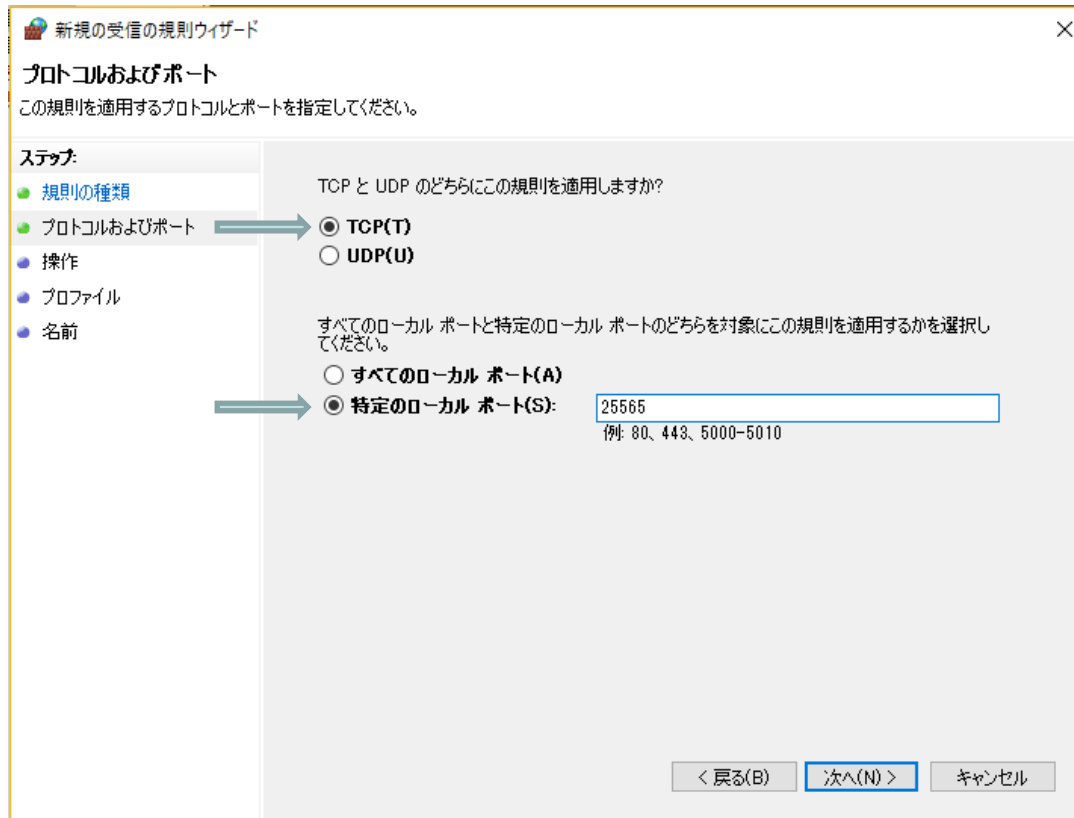 新規の受信の規則ウィザード
プロトコルおよびポート
この規則を適用するプロトコルとポートを指定してください。
ステップ:
規則の種類
プロトコルおよびポート
操作
プロファイル
名前
TCP と UDP のどちらにこの規則を適用しますか?
TCP(T)
UDP(U)
すべてのローカル ポートと特定のローカル ポートのどちらを対象にこの規則を適用するかを選択し
てください。
すべてのローカル ポート(A)
特定のローカル ポート(S): 25565
例: 80、443、5000-5010
< 戻る(B) 次へ(N) > キャンセル